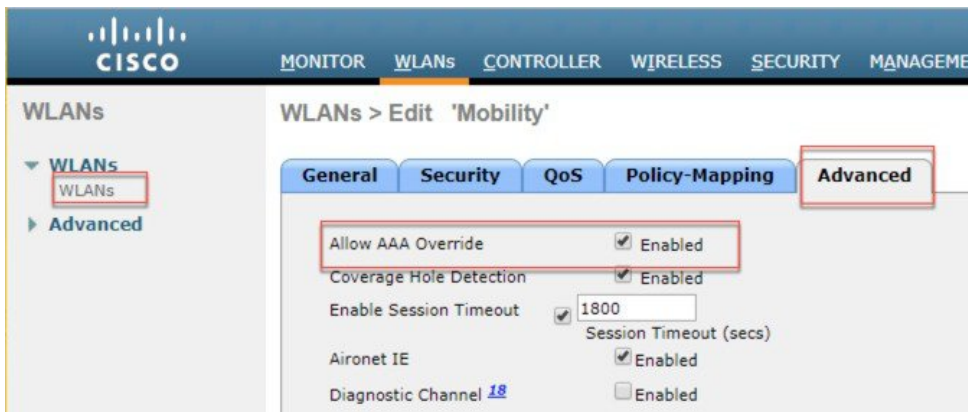 CISCO
MONITOR WLANs CONTROLLER WIRELESS SECURITY MANAGEME
WLANs
WLANs > Edit 'Mobility'
WLANs
WLANs
Advanced
General Security QoS Policy-Mapping Advanced
Allow AAA Override Enabled
Coverage Hole Detection Enabled
Enable Session Timeout 1800
Session Timeout (secs)
Aironet IE Enabled
Diagnostic Channel 18 Enabled